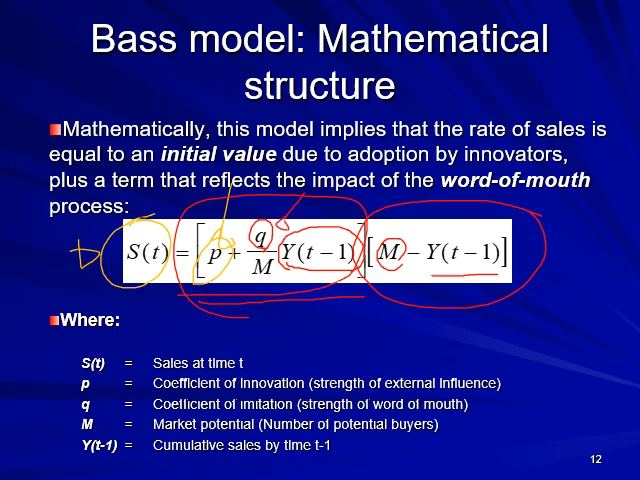 Bass model: Mathematical
structure
Mathematically, this model implies that the rate of sales is
equal to an initial value due to adoption by innovators,
plus a term that reflects the impact of the word-of-mouth
process:
S(t) = [p + q/M Y(t − 1)][M − Y(t − 1)]
Where:
S(t) = Sales at time t
p = Coefficient of innovation (strength of external influence)
q = Coefficient of imitation (strength of word of mouth)
M = Market potential (Number of potential buyers)
Y(t-1) = Cumulative sales by time t-1
12